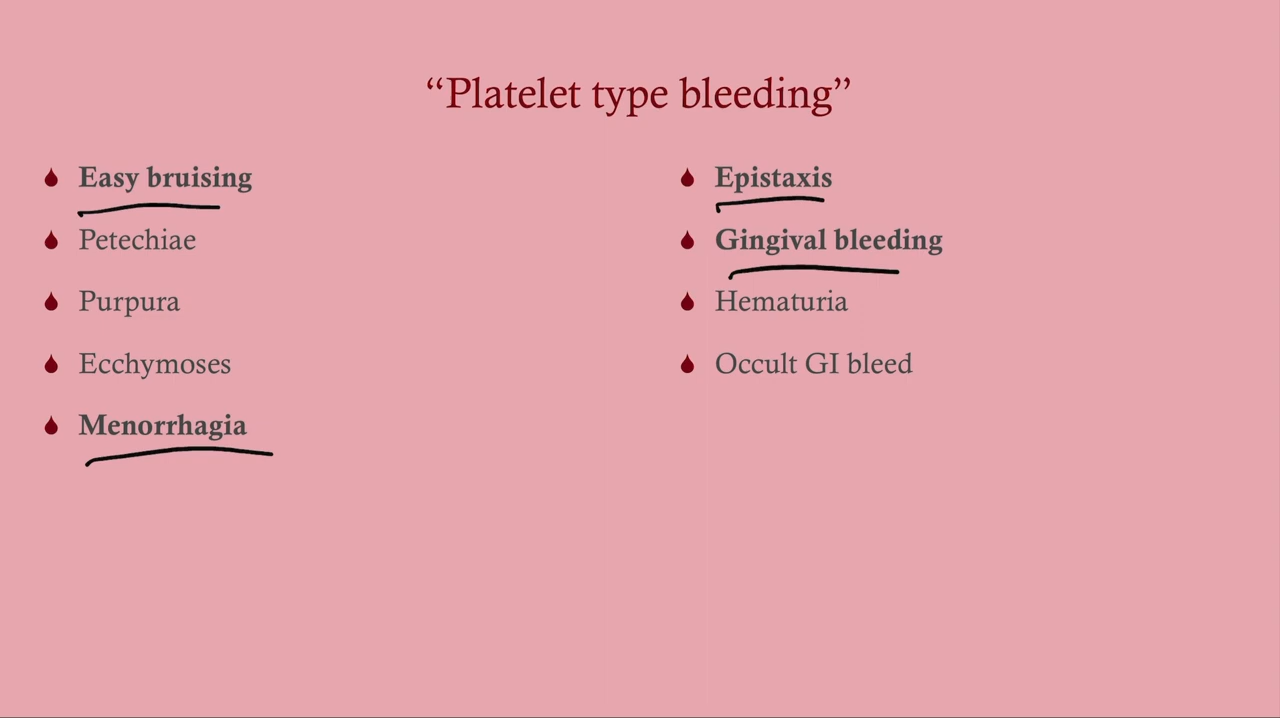 “Platelet type bleeding”
Easy bruising
Petechiae
Purpura
Ecchymoses
Menorrhagia
Epistaxis
Gingival bleeding
Hematuria
Occult GI bleed